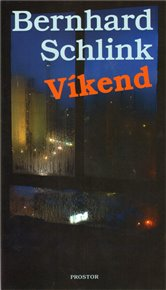 Bernhard
Schlink
Víkend
PROSTOR